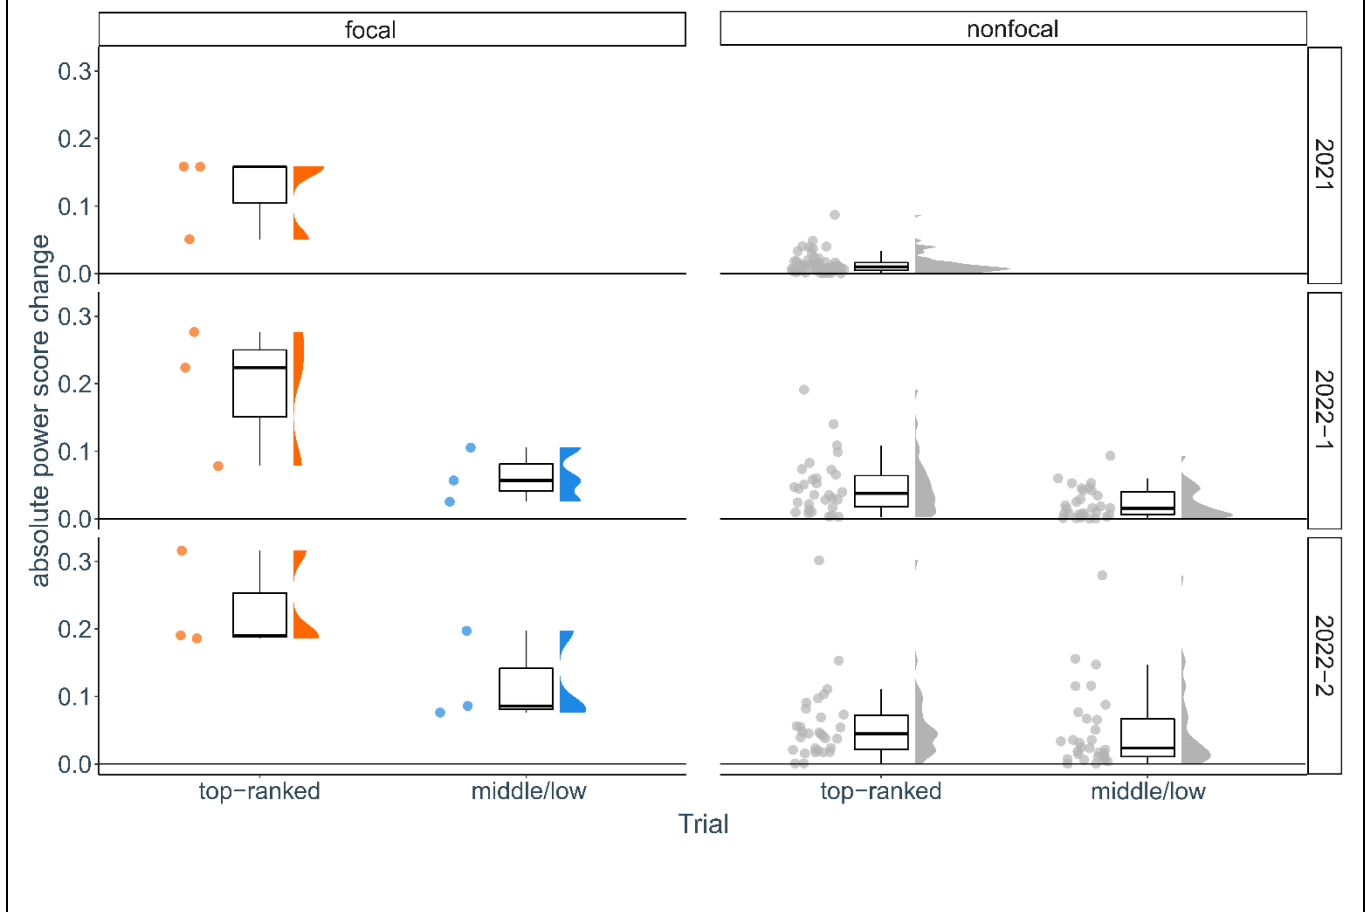 focal
nonfocal
absolute power score change
0.3
0.2
0.1
0.0
2021
0.3
0.2
0.1
0.0
2022−1
0.3
0.2
0.1
0.0
2022−2
top−ranked
middle/low
top−ranked
middle/low
Trial